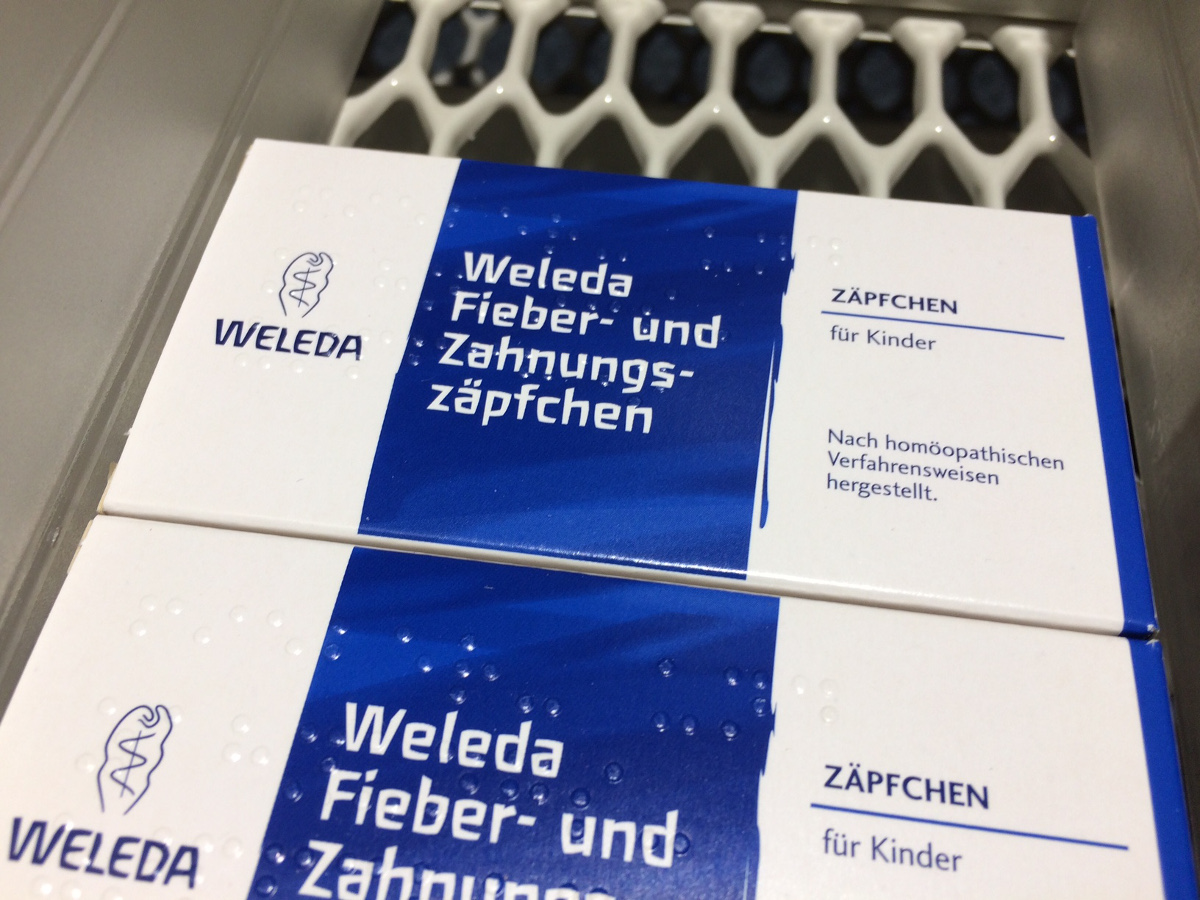 WELEDA
Weleda
Fieber- und
Zahnungs-
zäpfchen
ZÄPFCHEN
für Kinder
Nach homöopathischen
Verfahrensweisen
hergestellt.
WELEDA
Weleda
Fieber- und
Zahnungs-
ZÄPFCHEN
für Kinder